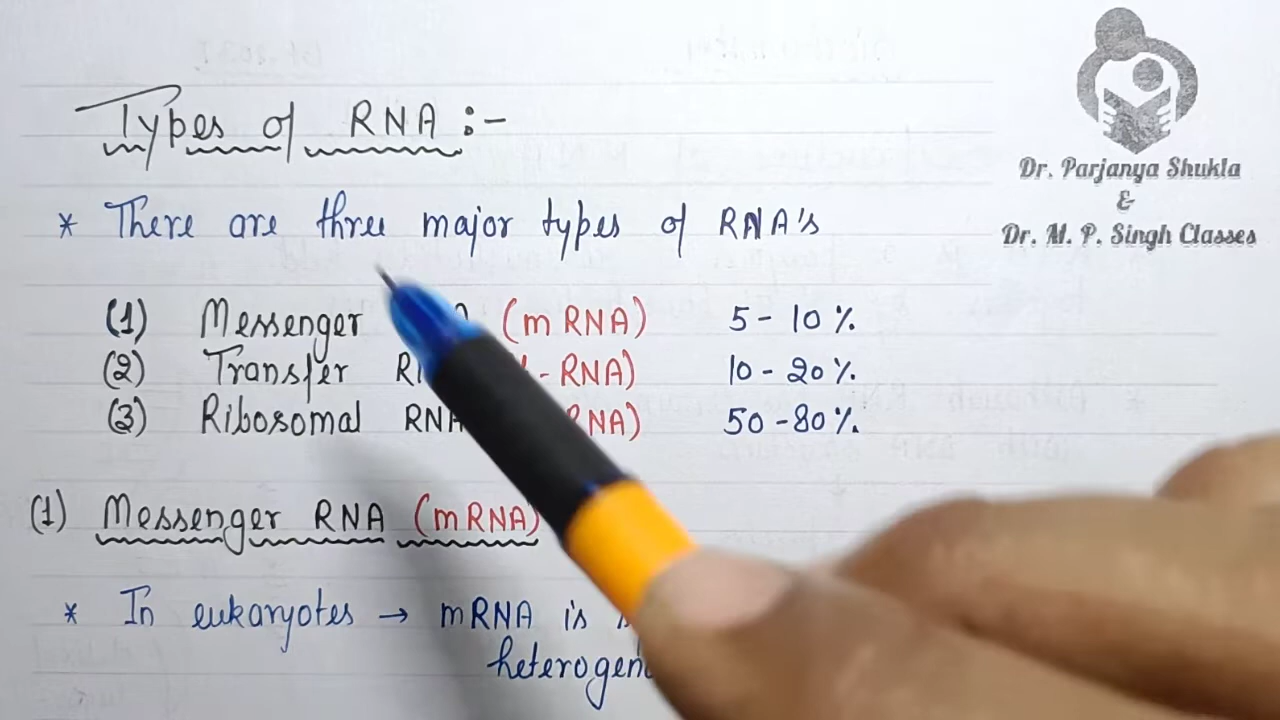 Types of RNA :-
* There are three major types of RNA's
(1) Messenger (mRNA) 5 - 10 %
(2) Transfer - RNA) 10 - 20 %
(3) Ribosomal RNA RNA) 50 - 80 %
(1) Messenger RNA (mRNA)
* In eukaryotes → mRNA is
Dr. Parjanya Shukla
&
Dr. M. P. Singh Classes